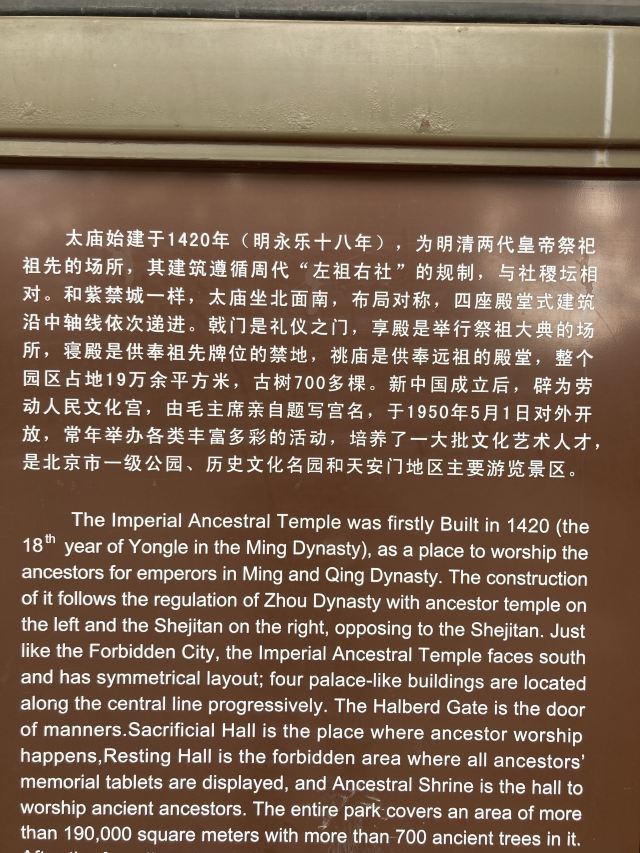 太庙始建于1420年（明永乐十八年），为明清两代皇帝祭祀
祖先的场所，其建筑遵循周代“左祖右社”的规制，与社稷坛相
对。和紫禁城一样，太庙坐北面南，布局对称，四座殿堂式建筑
沿中轴线依次递进。戟门是礼仪之门，享殿是举行祭祖大典的场
所，寝殿是供奉祖先牌位的禁地，祧庙是供奉远祖的殿堂，整个
园区占地19万余平方米，古树700多棵。新中国成立后，辟为劳
动人民文化宫，由毛主席亲自题写宫名，于1950年5月1日对外开
放，常年举办各类丰富多彩的活动，培养了一大批文化艺术人才，
是北京市一级公园、历史文化名园和天安门地区主要游览景区。
The Imperial Ancestral Temple was firstly Built in 1420 (the
18th year of Yongle in the Ming Dynasty), as a place to worship the
ancestors for emperors in Ming and Qing Dynasty. The construction
of it follows the regulation of Zhou Dynasty with ancestor temple on
the left and the Shejitan on the right, opposing to the Shejitan. Just
like the Forbidden City, the Imperial Ancestral Temple faces south
and has symmetrical layout; four palace-like buildings are located
along the central line progressively. The Halberd Gate is the door
of manners.Sacrificial Hall is the place where ancestor worship
happens,Resting Hall is the forbidden area where all ancestors’
memorial tablets are displayed, and Ancestral Shrine is the hall to
worship ancient ancestors. The entire park covers an area of more
than 190,000 square meters with more than 700 ancient trees in it.